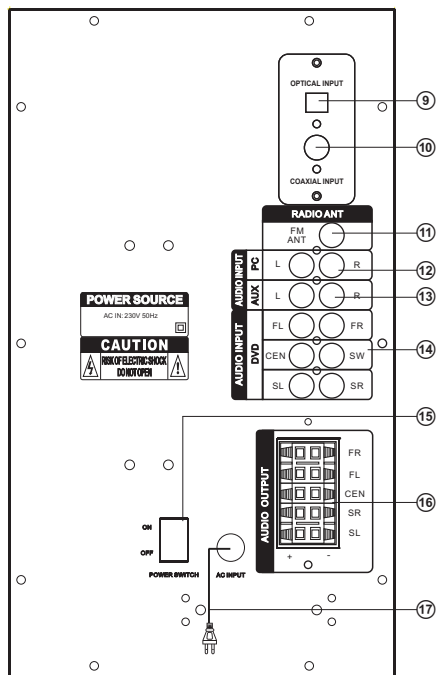 OPTICAL INPUT
9
10
COAXIAL INPUT
RADIO ANT
FM
ANT
11
AUDIO INPUT
PC
L
R
12
AUX
L
R
13
AUDIO INPUT
DVD
FL
FR
CEN
SW
14
SL
SR
POWER SOURCE
AC IN: 230V 50Hz
CAUTION
RISK OF ELECTRIC SHOCK
DO NOT OPEN
15
AUDIO OUTPUT
FR
FL
CEN
16
SR
SL
+ -
ON
OFF
POWER SWITCH
AC INPUT
17